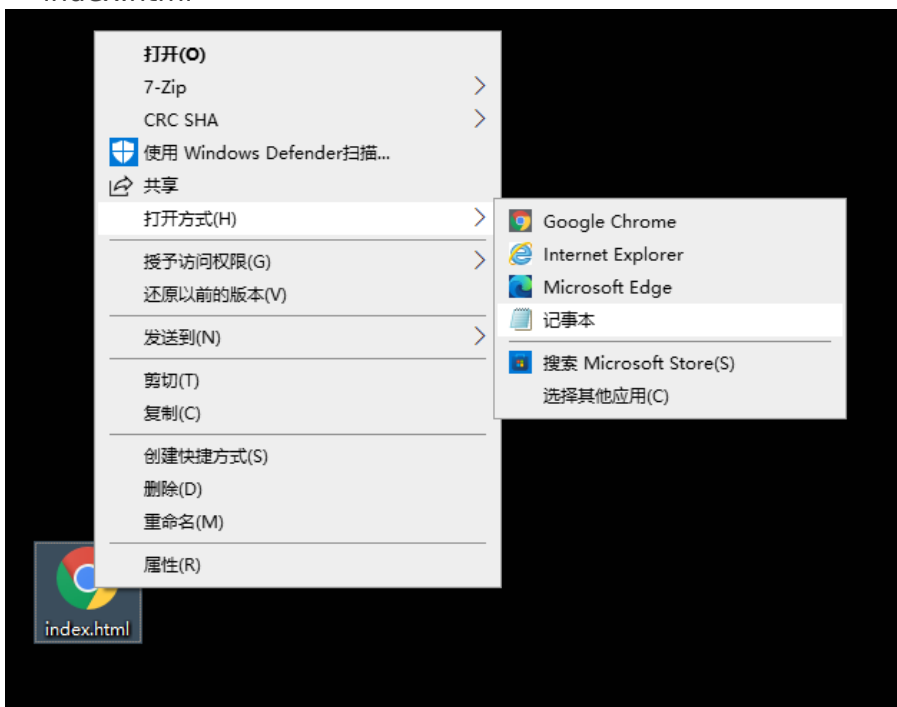 index.html
打开(O)
7-Zip
CRC SHA
使用 Windows Defender扫描...
共享
打开方式(H)
授予访问权限(G)
还原以前的版本(V)
发送到(N)
剪切(T)
复制(C)
创建快捷方式(S)
删除(D)
重命名(M)
属性(R)
Google Chrome
Internet Explorer
Microsoft Edge
记事本
搜索 Microsoft Store(S)
选择其他应用(C)
index.html